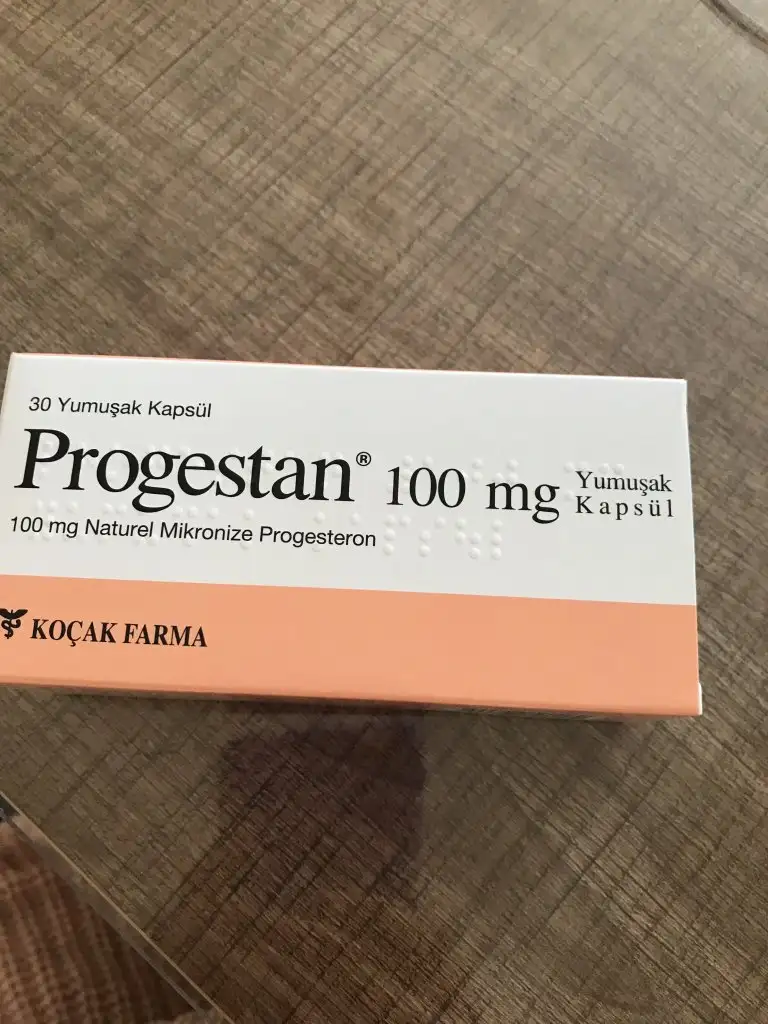 30 Yumuşak Kapsül
Progestan® 100 mg Yumuşak Kapsül
100 mg Naturel Mikronize Progesteron
KOÇAK FARMA